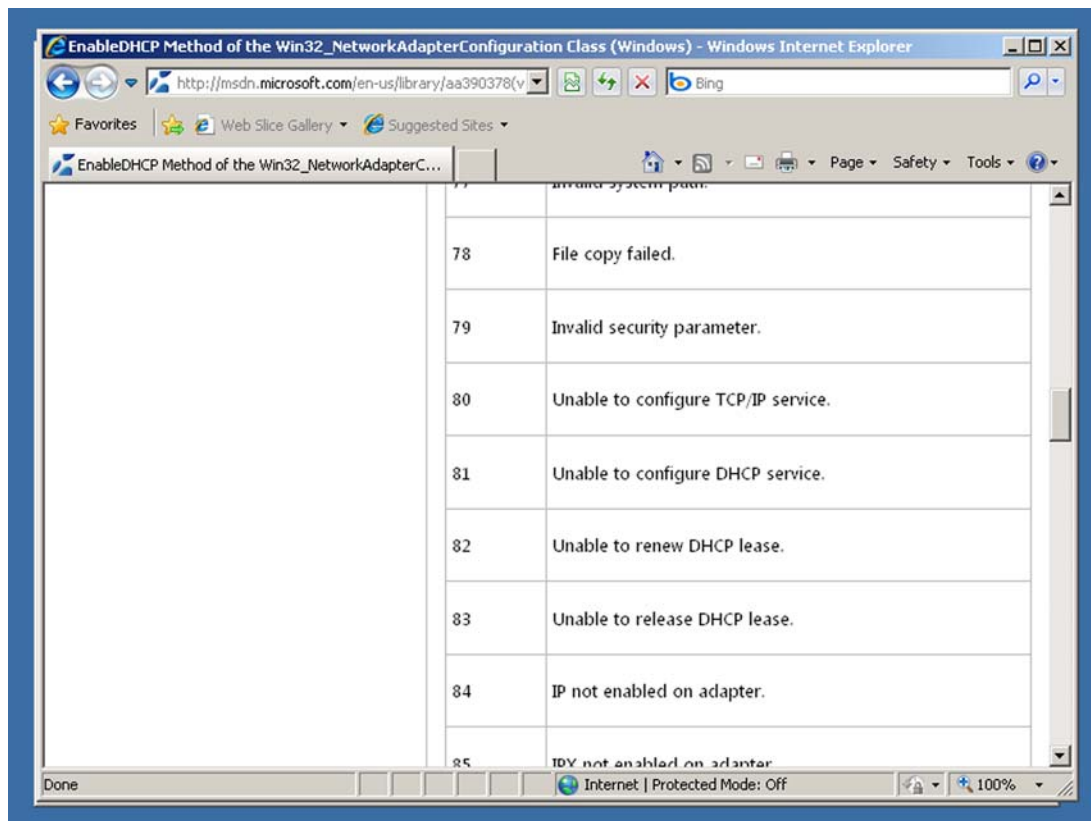 EnableDHCP Method of the Win32_NetworkAdapterConfiguration Class (Windows) - Windows Internet Explorer
http://msdn.microsoft.com/en-us/library/aa390378(v
Bing
Favorites Web Slice Gallery Suggested Sites
EnableDHCP Method of the Win32_NetworkAdapterC...
Page Safety Tools
77 Invalid system path.
78 File copy failed.
79 Invalid security parameter.
80 Unable to configure TCP/IP service.
81 Unable to configure DHCP service.
82 Unable to renew DHCP lease.
83 Unable to release DHCP lease.
84 IP not enabled on adapter.
85 IPX not enabled on adapter
Done Internet | Protected Mode: Off 100%